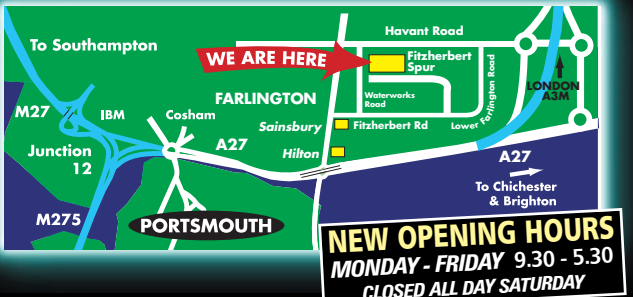 Havant Road
To Southampton
WE ARE HERE
Fitzherbert
Spur
LONDON
A3M
Waterworks
Road
Lower Farlington Road
FARLINGTON
M27
IBM
Cosham
Sainsbury
Fitzherbert Rd
Junction
12
A27
Hilton
A27
To Chichester
& Brighton
M275
PORTSMOUTH
NEW OPENING HOURS
MONDAY - FRIDAY 9.30 - 5.30
CLOSED ALL DAY SATURDAY